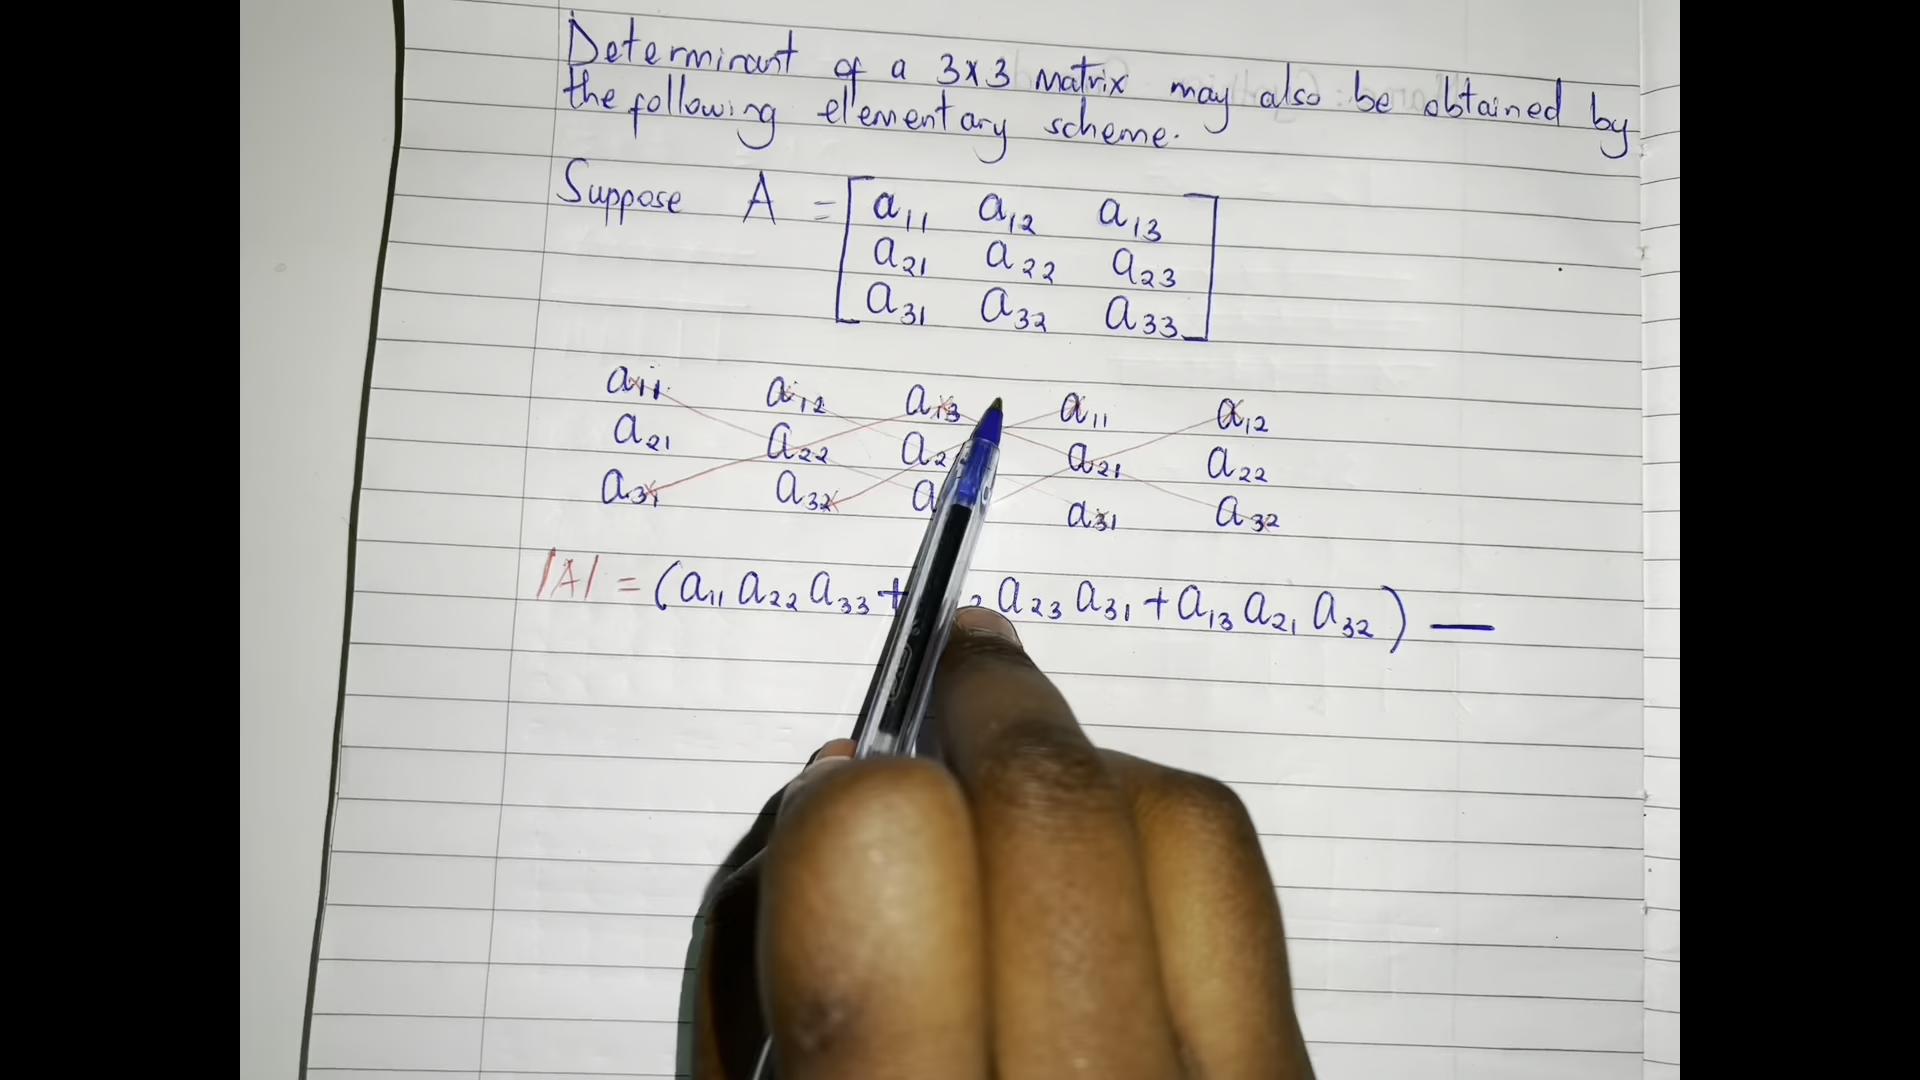 Determinant of a 3x3 Matrix may also be obtained by
the following elementary scheme.
Suppose A = [a₁₁ a₁₂ a₁₃
a₂₁ a₂₂ a₂₃
a₃₁ a₃₂ a₃₃]
a₁₁ a₁₂ a₁₃ a₁₁ a₁₂
a₂₁ a₂₂ a₂ a₂₁ a₂₂
a₃₁ a₃₂ a a₃₁ a₃₂
|A| = (a₁₁ a₂₂ a₃₃ + ₂ a₂₃ a₃₁ + a₁₃ a₂₁ a₃₂) —